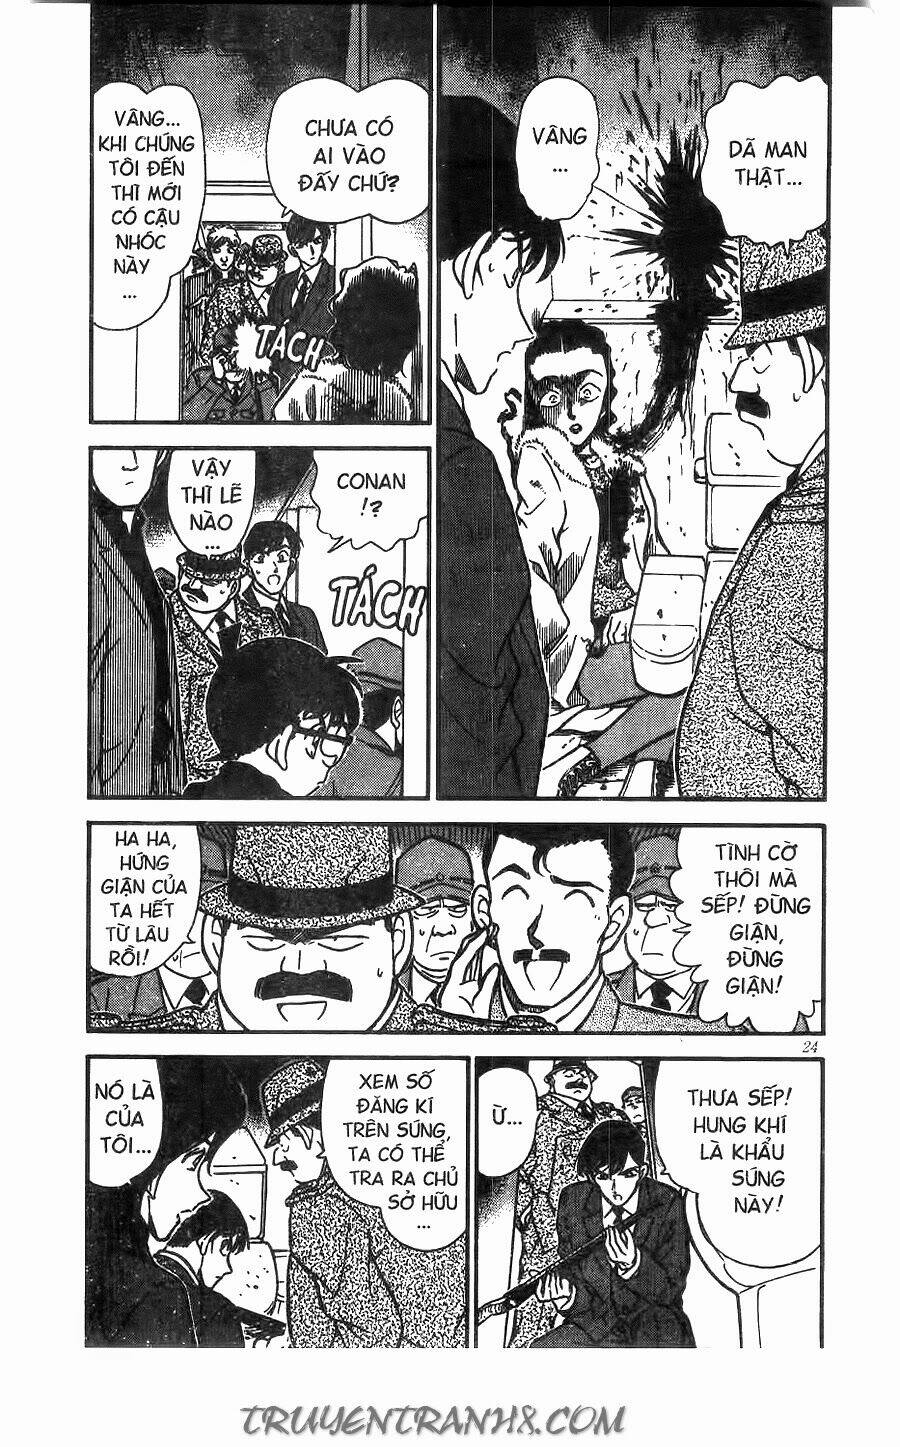 DÃ MAN
THẬT...
VÂNG
...
CHƯA CÓ
AI VÀO
ĐẤY CHỨ?
VÂNG...
KHI CHÚNG
TÔI ĐẾN
THÌ MỚI
CÓ CẬU
NHÓC
NÀY
...
TÁCH
CONAN
!?
VẬY
THÌ LẼ
NÀO
...
TÁCH
TÌNH CỜ
THÔI MÀ
SẾP! ĐỪNG
GIẬN,
ĐỪNG
GIẬN!
HA HA,
HỨNG
GIẬN CỦA
TA HẾT
TỪ LÂU
RỒI!
24
THƯA SẾP!
HUNG KHÍ
LÀ KHẨU
SÚNG
NÀY!
Ừ...
XEM SỐ
ĐĂNG KÍ
TRÊN SÚNG,
TA CÓ THỂ
TRA RA CHỦ
SỞ HỮU
...
NÓ LÀ
CỦA
TÔI...
TRUYENTRANH8.COM